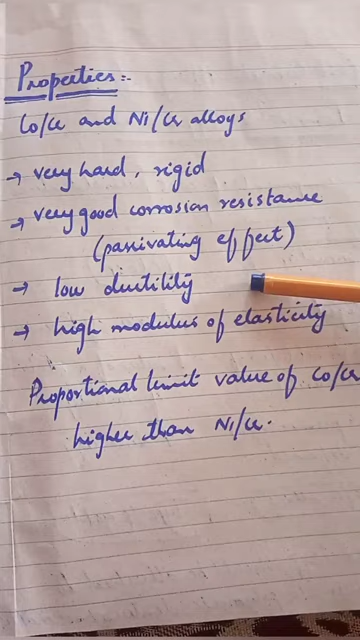 Properties:-
Co/Cr and Ni/Cr alloys
→ very hard, rigid
→ very good corrosion resistance
(passivating effect)
→ low ductility
→ high modulus of elasticity
Proportional limit value of Co/Cr
higher than Ni/Cr.